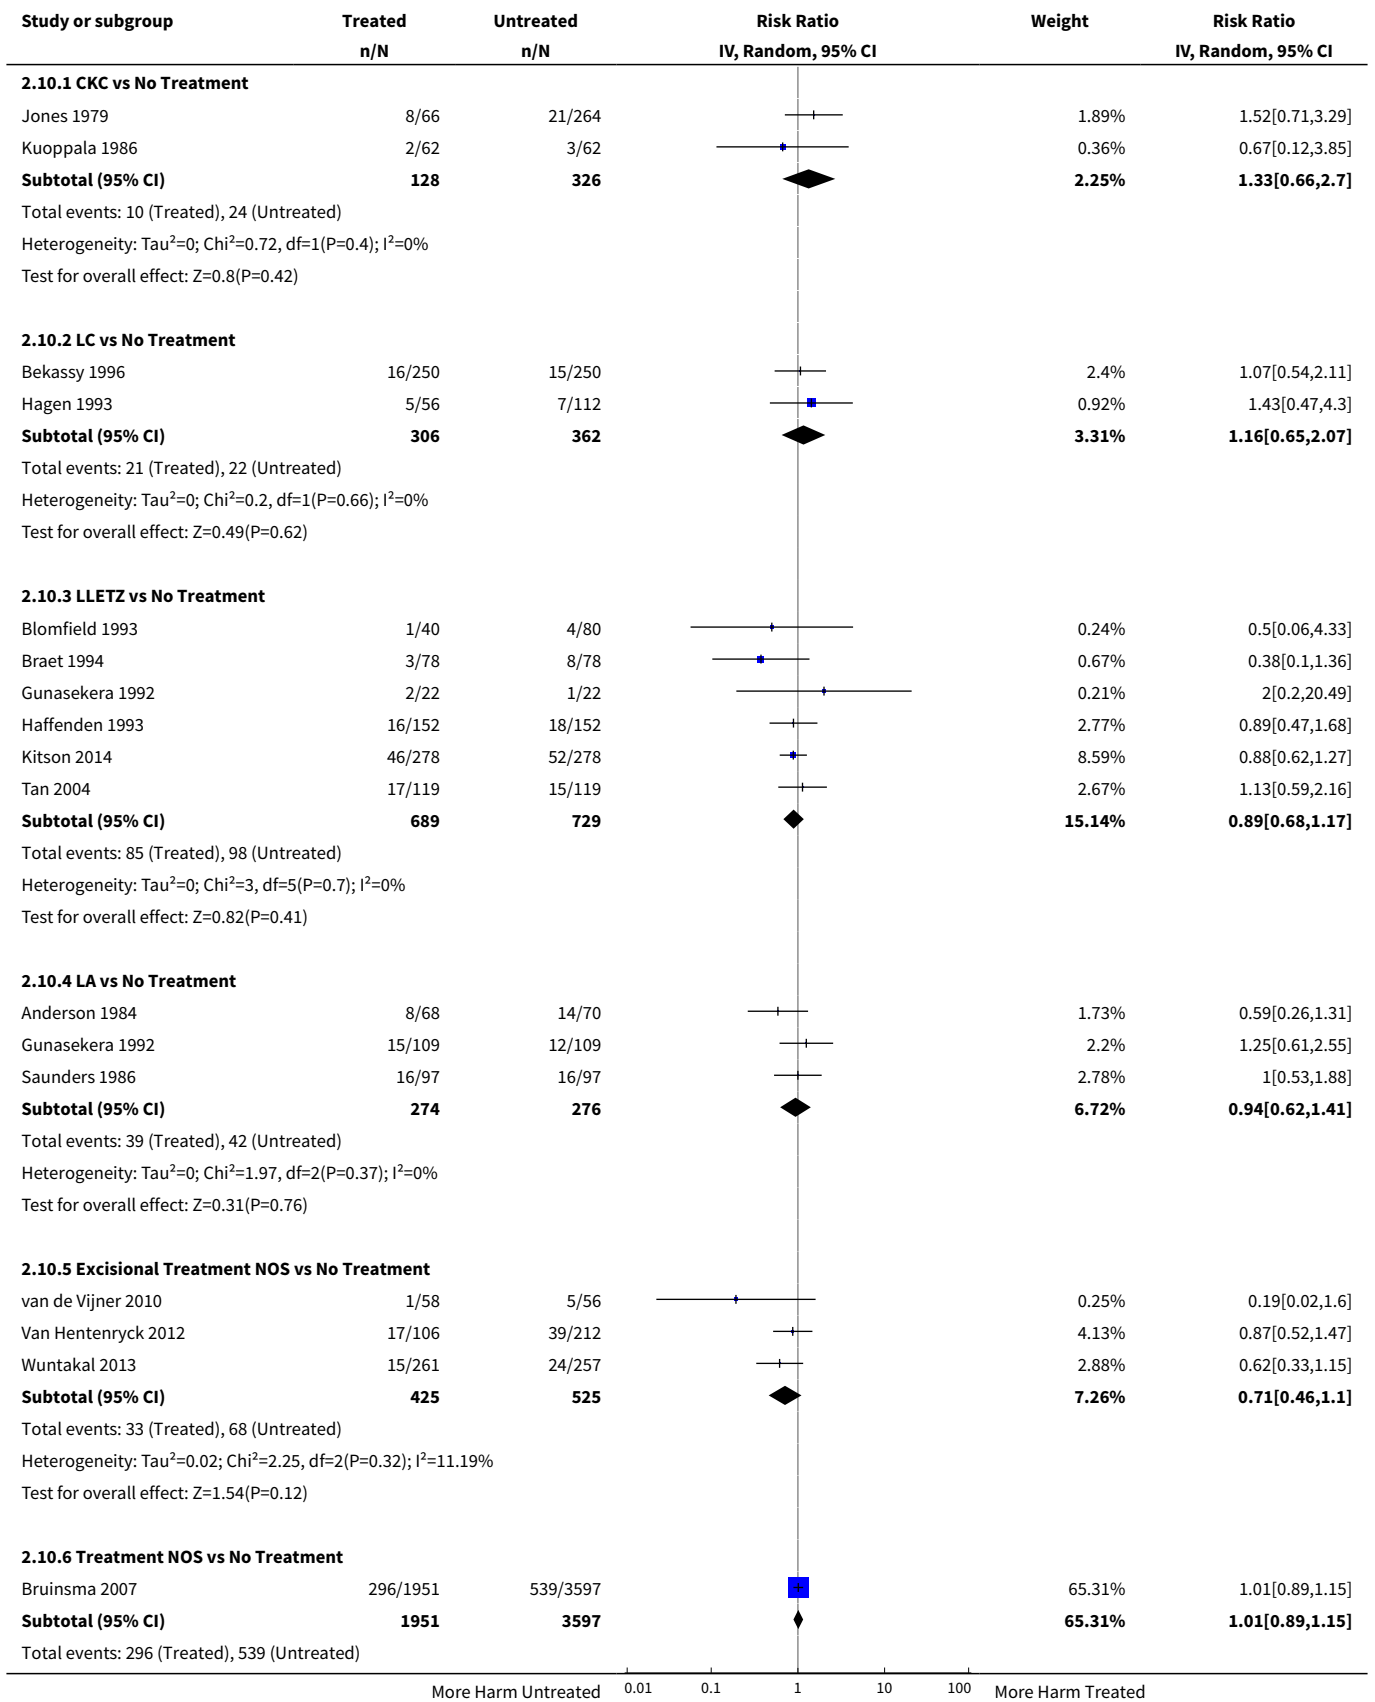 Study or subgroup Treated Untreated Risk Ratio Weight Risk Ratio
n/N n/N IV, Random, 95% CI IV, Random, 95% CI
2.10.1 CKC vs No Treatment
Jones 1979 8/66 21/264 1.89% 1.52[0.71,3.29]
Kuoppala 1986 2/62 3/62 0.36% 0.67[0.12,3.85]
Subtotal (95% CI) 128 326 2.25% 1.33[0.66,2.7]
Total events: 10 (Treated), 24 (Untreated)
Heterogeneity: Tau²=0; Chi²=0.72, df=1(P=0.4); I²=0%
Test for overall effect: Z=0.8(P=0.42)
2.10.2 LC vs No Treatment
Bekassy 1996 16/250 15/250 2.4% 1.07[0.54,2.11]
Hagen 1993 5/56 7/112 0.92% 1.43[0.47,4.3]
Subtotal (95% CI) 306 362 3.31% 1.16[0.65,2.07]
Total events: 21 (Treated), 22 (Untreated)
Heterogeneity: Tau²=0; Chi²=0.2, df=1(P=0.66); I²=0%
Test for overall effect: Z=0.49(P=0.62)
2.10.3 LLETZ vs No Treatment
Blomfield 1993 1/40 4/80 0.24% 0.5[0.06,4.33]
Braet 1994 3/78 8/78 0.67% 0.38[0.1,1.36]
Gunasekera 1992 2/22 1/22 0.21% 2[0.2,20.49]
Haffenden 1993 16/152 18/152 2.77% 0.89[0.47,1.68]
Kitson 2014 46/278 52/278 8.59% 0.88[0.62,1.27]
Tan 2004 17/119 15/119 2.67% 1.13[0.59,2.16]
Subtotal (95% CI) 689 729 15.14% 0.89[0.68,1.17]
Total events: 85 (Treated), 98 (Untreated)
Heterogeneity: Tau²=0; Chi²=3, df=5(P=0.7); I²=0%
Test for overall effect: Z=0.82(P=0.41)
2.10.4 LA vs No Treatment
Anderson 1984 8/68 14/70 1.73% 0.59[0.26,1.31]
Gunasekera 1992 15/109 12/109 2.2% 1.25[0.61,2.55]
Saunders 1986 16/97 16/97 2.78% 1[0.53,1.88]
Subtotal (95% CI) 274 276 6.72% 0.94[0.62,1.41]
Total events: 39 (Treated), 42 (Untreated)
Heterogeneity: Tau²=0; Chi²=1.97, df=2(P=0.37); I²=0%
Test for overall effect: Z=0.31(P=0.76)
2.10.5 Excisional Treatment NOS vs No Treatment
van de Vijner 2010 1/58 5/56 0.25% 0.19[0.02,1.6]
Van Hentenryck 2012 17/106 39/212 4.13% 0.87[0.52,1.47]
Wuntakal 2013 15/261 24/257 2.88% 0.62[0.33,1.15]
Subtotal (95% CI) 425 525 7.26% 0.71[0.46,1.1]
Total events: 33 (Treated), 68 (Untreated)
Heterogeneity: Tau²=0.02; Chi²=2.25, df=2(P=0.32); I²=11.19%
Test for overall effect: Z=1.54(P=0.12)
2.10.6 Treatment NOS vs No Treatment
Bruinsma 2007 296/1951 539/3597 65.31% 1.01[0.89,1.15]
Subtotal (95% CI) 1951 3597 65.31% 1.01[0.89,1.15]
Total events: 296 (Treated), 539 (Untreated)
More Harm Untreated 0.01 0.1 1 10 100 More Harm Treated